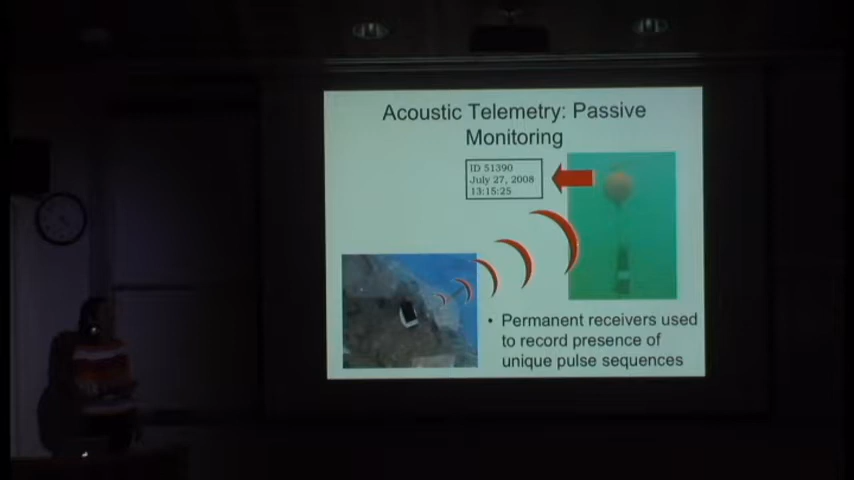 Acoustic Telemetry: Passive
Monitoring
ID 51390
July 27, 2008
13:15:25
• Permanent receivers used
to record presence of
unique pulse sequences